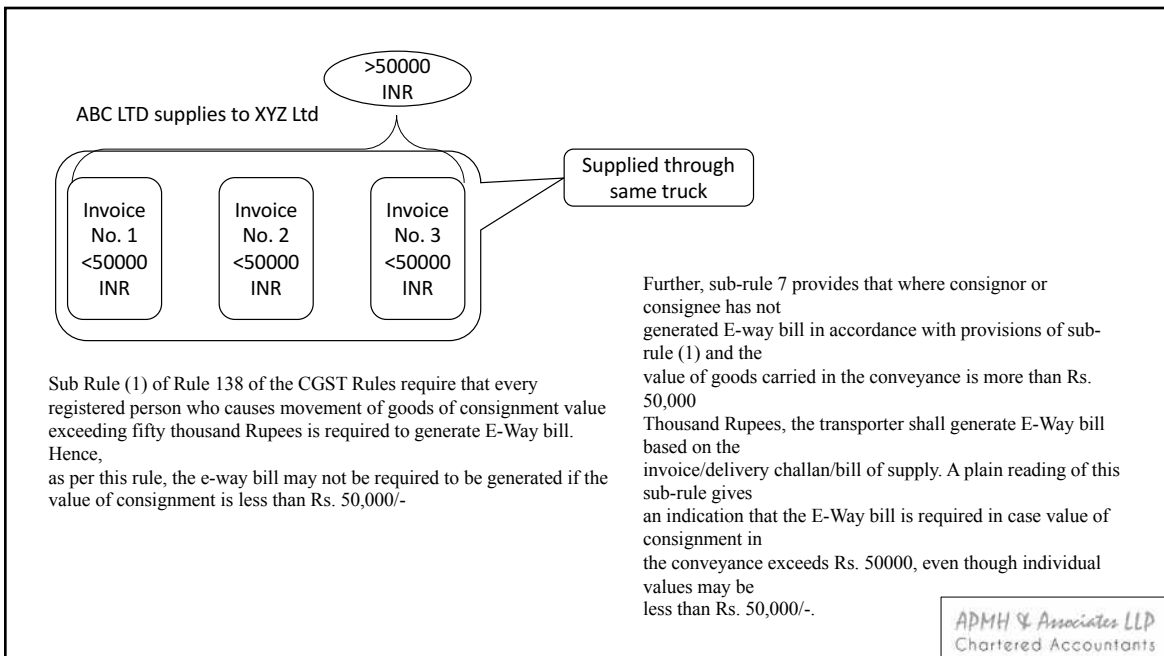 >50000
INR
ABC LTD supplies to XYZ Ltd
Supplied through
same truck
Invoice
No. 1
<50000
INR
Invoice
No. 2
<50000
INR
Invoice
No. 3
<50000
INR
Sub Rule (1) of Rule 138 of the CGST Rules require that every
registered person who causes movement of goods of consignment value
exceeding fifty thousand Rupees is required to generate E-Way bill.
Hence,
as per this rule, the e-way bill may not be required to be generated if the
value of consignment is less than Rs. 50,000/-
Further, sub-rule 7 provides that where consignor or
consignee has not
generated E-way bill in accordance with provisions of sub-
rule (1) and the
value of goods carried in the conveyance is more than Rs.
50,000
Thousand Rupees, the transporter shall generate E-Way bill
based on the
invoice/delivery challan/bill of supply. A plain reading of this
sub-rule gives
an indication that the E-Way bill is required in case value of
consignment in
the conveyance exceeds Rs. 50000, even though individual
values may be
less than Rs. 50,000/-.
APMH & Associates LLP
Chartered Accountants